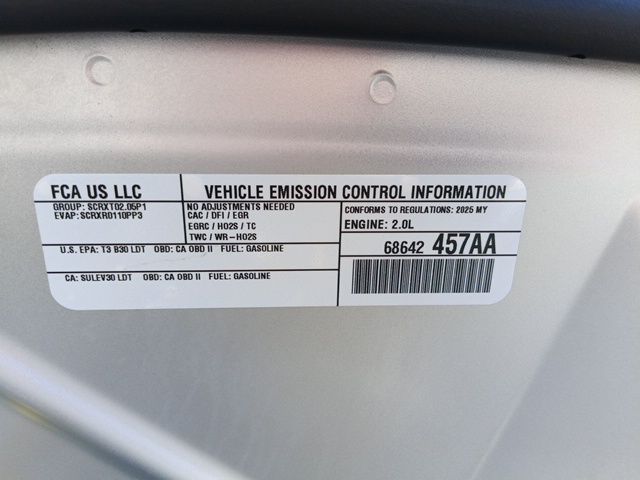 FCA US LLC
VEHICLE EMISSION CONTROL INFORMATION
GROUP: SCRXT02.05P1
EVAP: SCRXR0110PP3
NO ADJUSTMENTS NEEDED
CAC / DFI / EGR
EGRC / HO2S / TC
TWC / WR-HO2S
CONFORMS TO REGULATIONS: 2025 MY
ENGINE: 2.0L
U.S. EPA: T3 B30 LDT OBD: CA OBD II FUEL: GASOLINE
CA: SULEV30 LDT OBD: CA OBD II FUEL: GASOLINE
68642 457AA